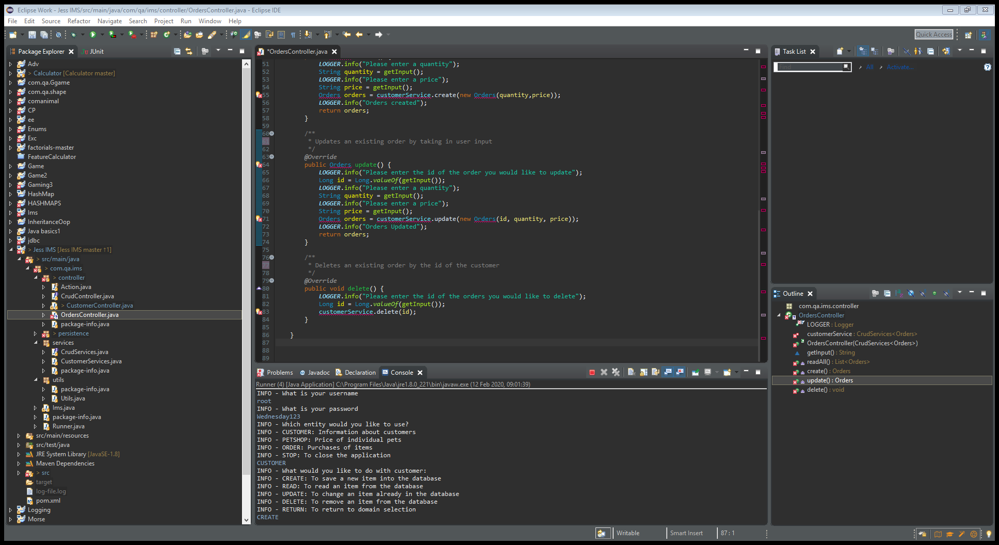 Eclipse Work - Jess IMS/src/main/java/com/qa/ims/controller/OrdersController.java - Eclipse IDE
File Edit Source Refactor Navigate Search Project Run Window Help
Quick Access
Package Explorer
JUnit
Adv
> Calculator [Calculator master]
com.qa.Ggame
com.qa.shape
comanimal
CP
ee
Enums
Exc
factorials-master
FeatureCalculator
Game
Game2
Gaming3
HashMap
HASHMAPS
Ims
InheritanceOop
Java basics1
jdbc
> Jess IMS [Jess IMS master ↑1]
> src/main/java
> com.qa.ims
> controller
Action.java
CrudController.java
> CustomerController.java
OrdersController.java
package-info.java
> persistence
services
CrudServices.java
CustomerServices.java
package-info.java
utils
package-info.java
Utils.java
Ims.java
package-info.java
Runner.java
src/main/resources
src/test/java
JRE System Library [JavaSE-1.8]
Maven Dependencies
> src
target
log-file.log
pom.xml
Logging
Morse
*OrdersController.java
51 LOGGER.info("Please enter a quantity");
52 String quantity = getInput();
53 LOGGER.info("Please enter a price");
54 String price = getInput();
55 Orders orders = customerService.create(new Orders(quantity,price));
56 LOGGER.info("Orders created");
57 return orders;
58 }
59
60 /**
61 * Updates an existing order by taking in user input
62 */
63 @Override
64 public Orders update() {
65 LOGGER.info("Please enter the id of the order you would like to update");
66 Long id = Long.valueOf(getInput());
67 LOGGER.info("Please enter a quantity");
68 String quantity = getInput();
69 LOGGER.info("Please enter a price");
70 String price = getInput();
71 Orders orders = customerService.update(new Orders(id, quantity, price));
72 LOGGER.info("Orders Updated");
73 return orders;
74 }
75
76 /**
77 * Deletes an existing order by the id of the customer
78 */
79 @Override
80 public void delete() {
81 LOGGER.info("Please enter the id of the orders you would like to delete");
82 Long id = Long.valueOf(getInput());
83 customerService.delete(id);
84 }
85
86 }
87
88
89
Problems
Javadoc
Declaration
Console
Runner (4) [Java Application] C:\Program Files\Java\jre1.8.0_221\bin\javaw.exe (12 Feb 2020, 09:01:39)
INFO - What is your username
root
INFO - What is your password
Wednesday123
INFO - Which entity would you like to use?
INFO - CUSTOMER: Information about customers
INFO - PETSHOP: Price of individual pets
INFO - ORDER: Purchases of items
INFO - STOP: To close the application
CUSTOMER
INFO - What would you like to do with customer:
INFO - CREATE: To save a new item into the database
INFO - READ: To read an item from the database
INFO - UPDATE: To change an item already in the database
INFO - DELETE: To remove an item from the database
INFO - RETURN: To return to domain selection
CREATE
Task List
Find
All
Activate...
Outline
com.qa.ims.controller
OrdersController
LOGGER : Logger
customerService : CrudServices<Orders>
OrdersController(CrudServices<Orders>)
getInput() : String
readAll() : List<Orders>
create() : Orders
update() : Orders
delete() : void
Writable
Smart Insert
87 : 1